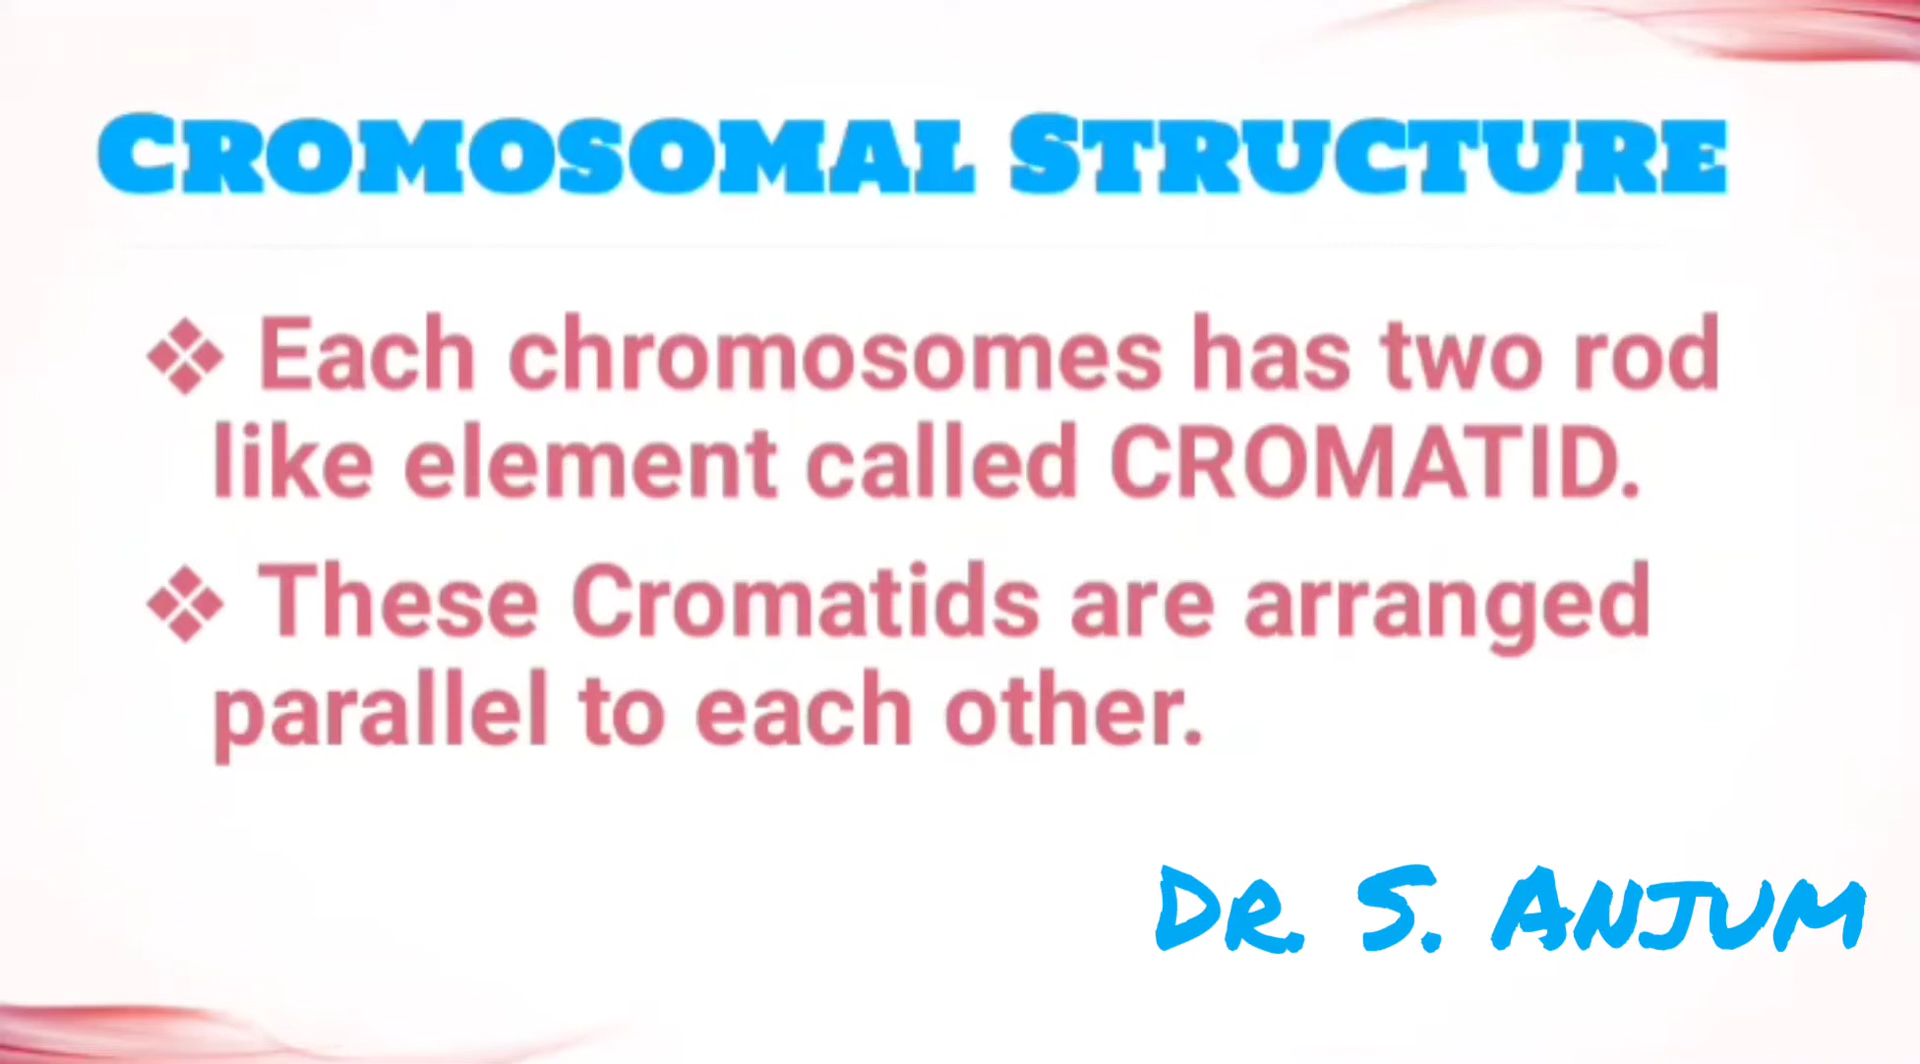 CROMOSOMAL STRUCTURE
❖ Each chromosomes has two rod
like element called CROMATID.
❖ These Cromatids are arranged
parallel to each other.
DR. S. ANJUM